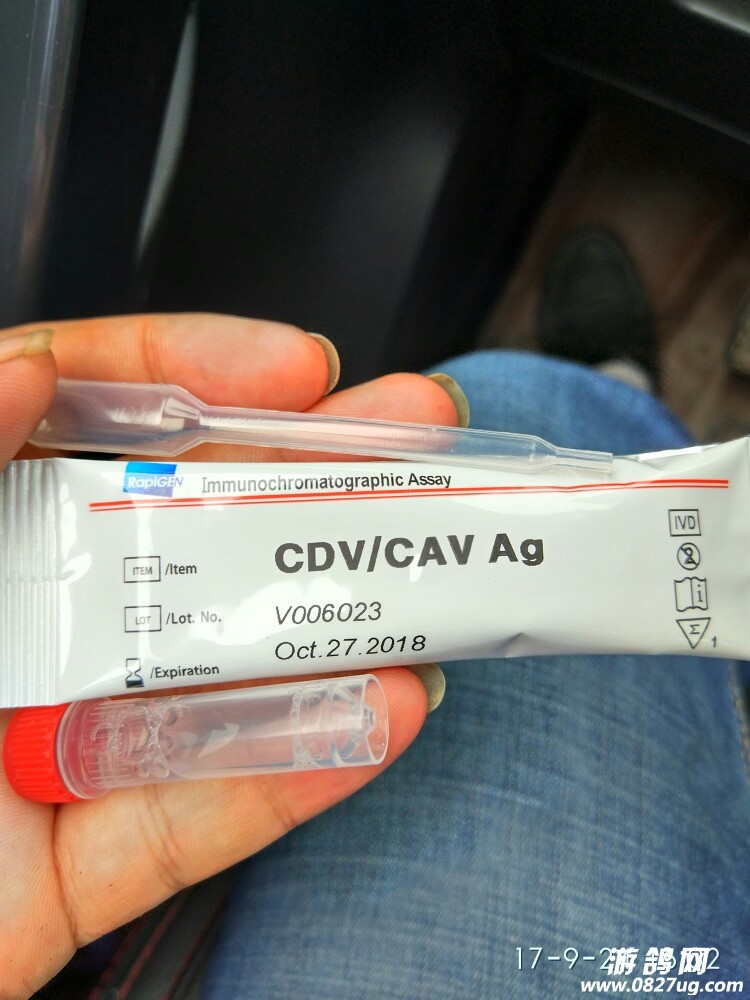 RapiGEN Immunochromatographic Assay
ITEM /Item CDV/CAV Ag
LOT /Lot. No. V006023
/Expiration Oct.27.2018
IVD
2
i
Σ 1
游鸽网
www.0827ug.com